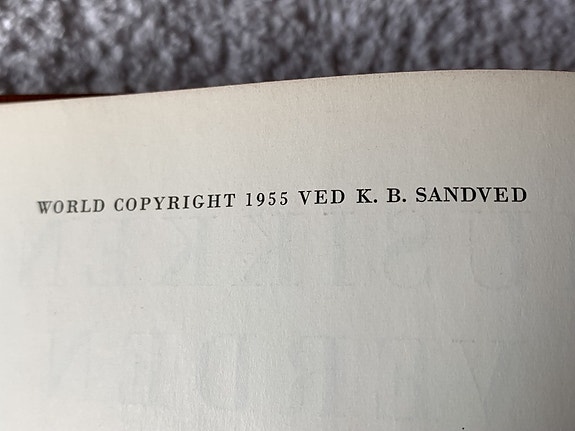 WORLD COPYRIGHT 1955 VED K. B. SANDVED